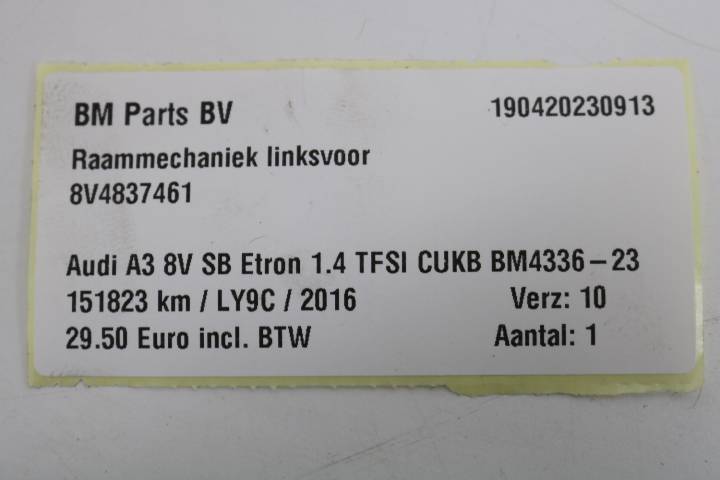 BM Parts BV 190420230913
Raammechaniek linksvoor
8V4837461
Audi A3 8V SB Etron 1.4 TFSI CUKB BM4336-23
151823 km / LY9C / 2016 Verz: 10
29.50 Euro incl. BTW Aantal: 1